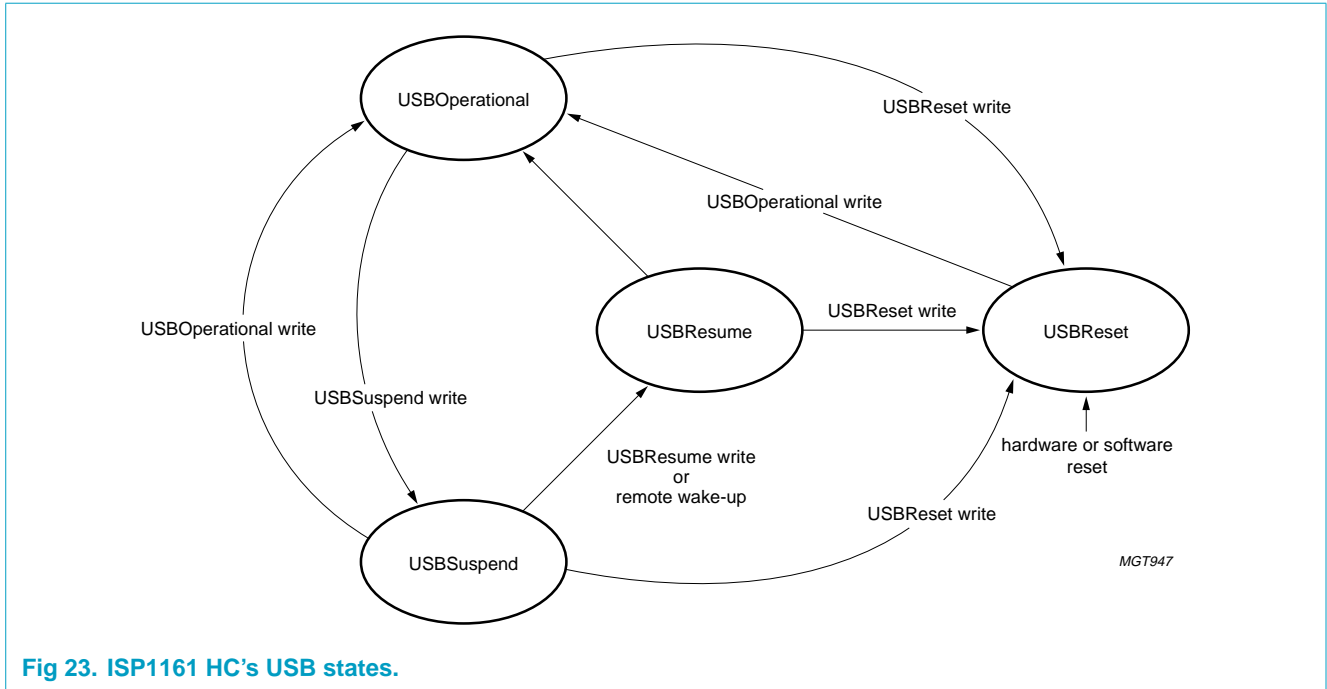 USBOperational
USBReset write
USBOperational write
USBOperational write
USBReset write
USBResume
USBReset
USBSuspend write
hardware or software
reset
USBResume write
or
remote wake-up
USBReset write
USBSuspend
MGT947
Fig 23. ISP1161 HC’s USB states.